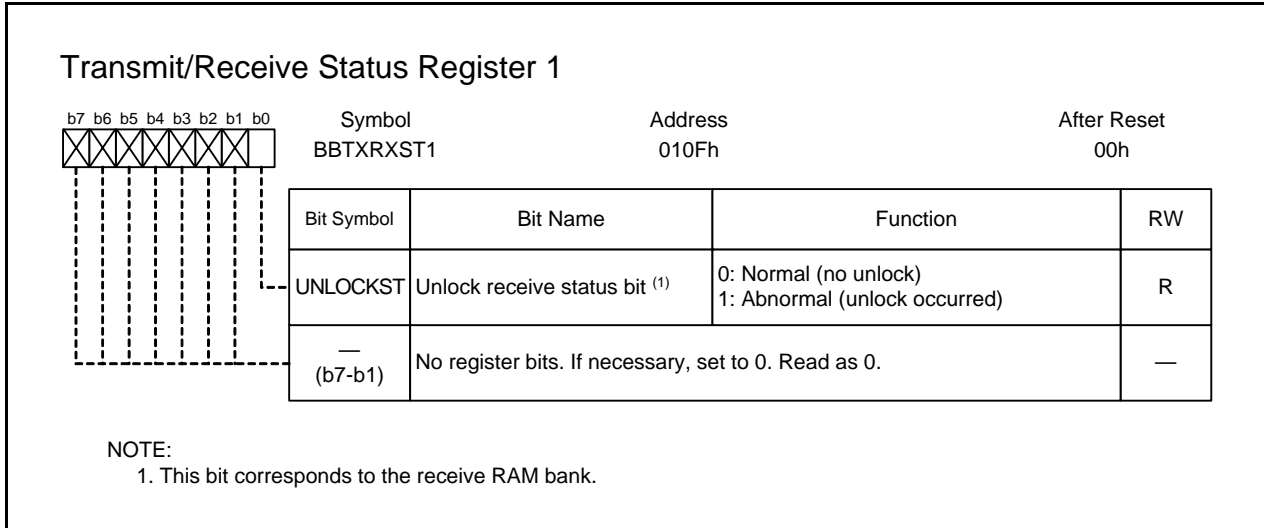 Transmit/Receive Status Register 1
b7 b6 b5 b4 b3 b2 b1 b0
Symbol Address After Reset
BBTXRXST1 010Fh 00h
Bit Symbol Bit Name Function RW
UNLOCKST Unlock receive status bit (1) 0: Normal (no unlock)
1: Abnormal (unlock occurred) R
—
(b7-b1) No register bits. If necessary, set to 0. Read as 0. —
NOTE:
1. This bit corresponds to the receive RAM bank.